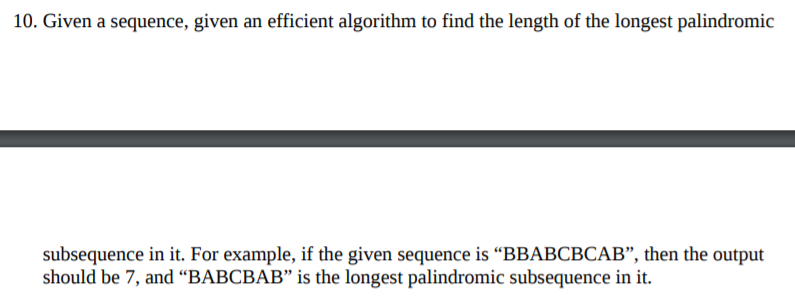 10. Given a sequence, given an efficient algorithm to find the length of the longest palindromic
subsequence in it. For example, if the given sequence is “BBABCBCAB”, then the output
should be 7, and “BABCBAB” is the longest palindromic subsequence in it.